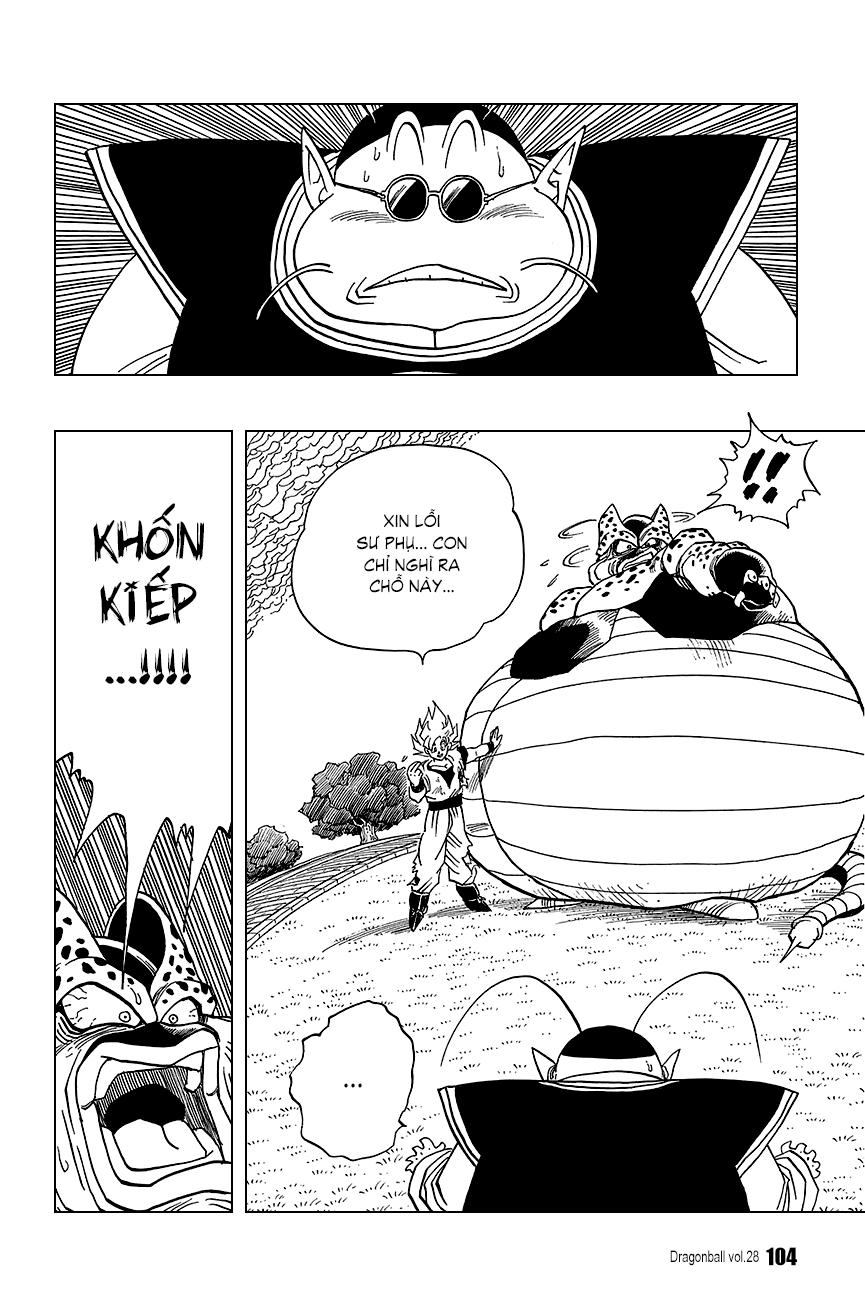 !!
XIN LỖI
SƯ PHỤ... CON
CHỈ NGHĨ RA
CHỖ NÀY...
...
KHỐN
KIẾP
...!!!!
Dragonball vol.28 104